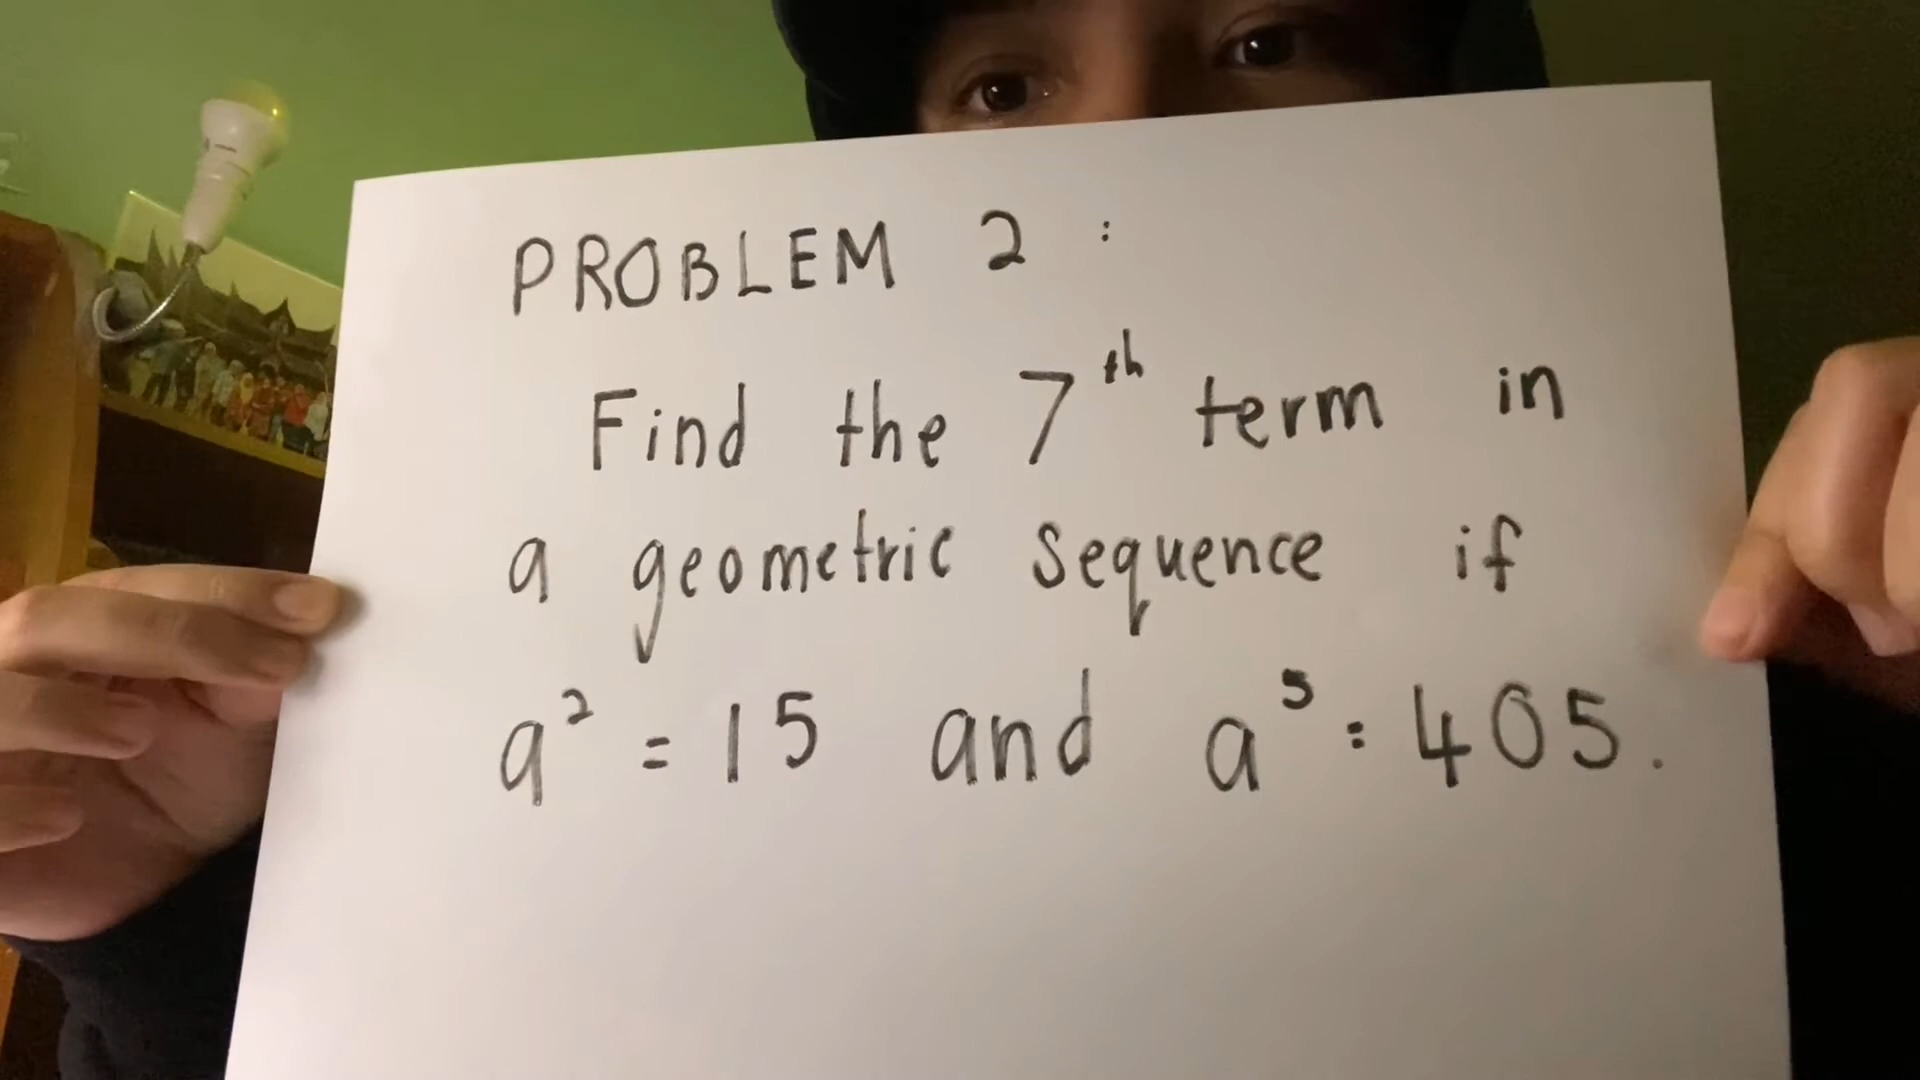 PROBLEM 2 :
Find the 7th term in
a geometric sequence if
a² = 15 and a⁵ = 405.